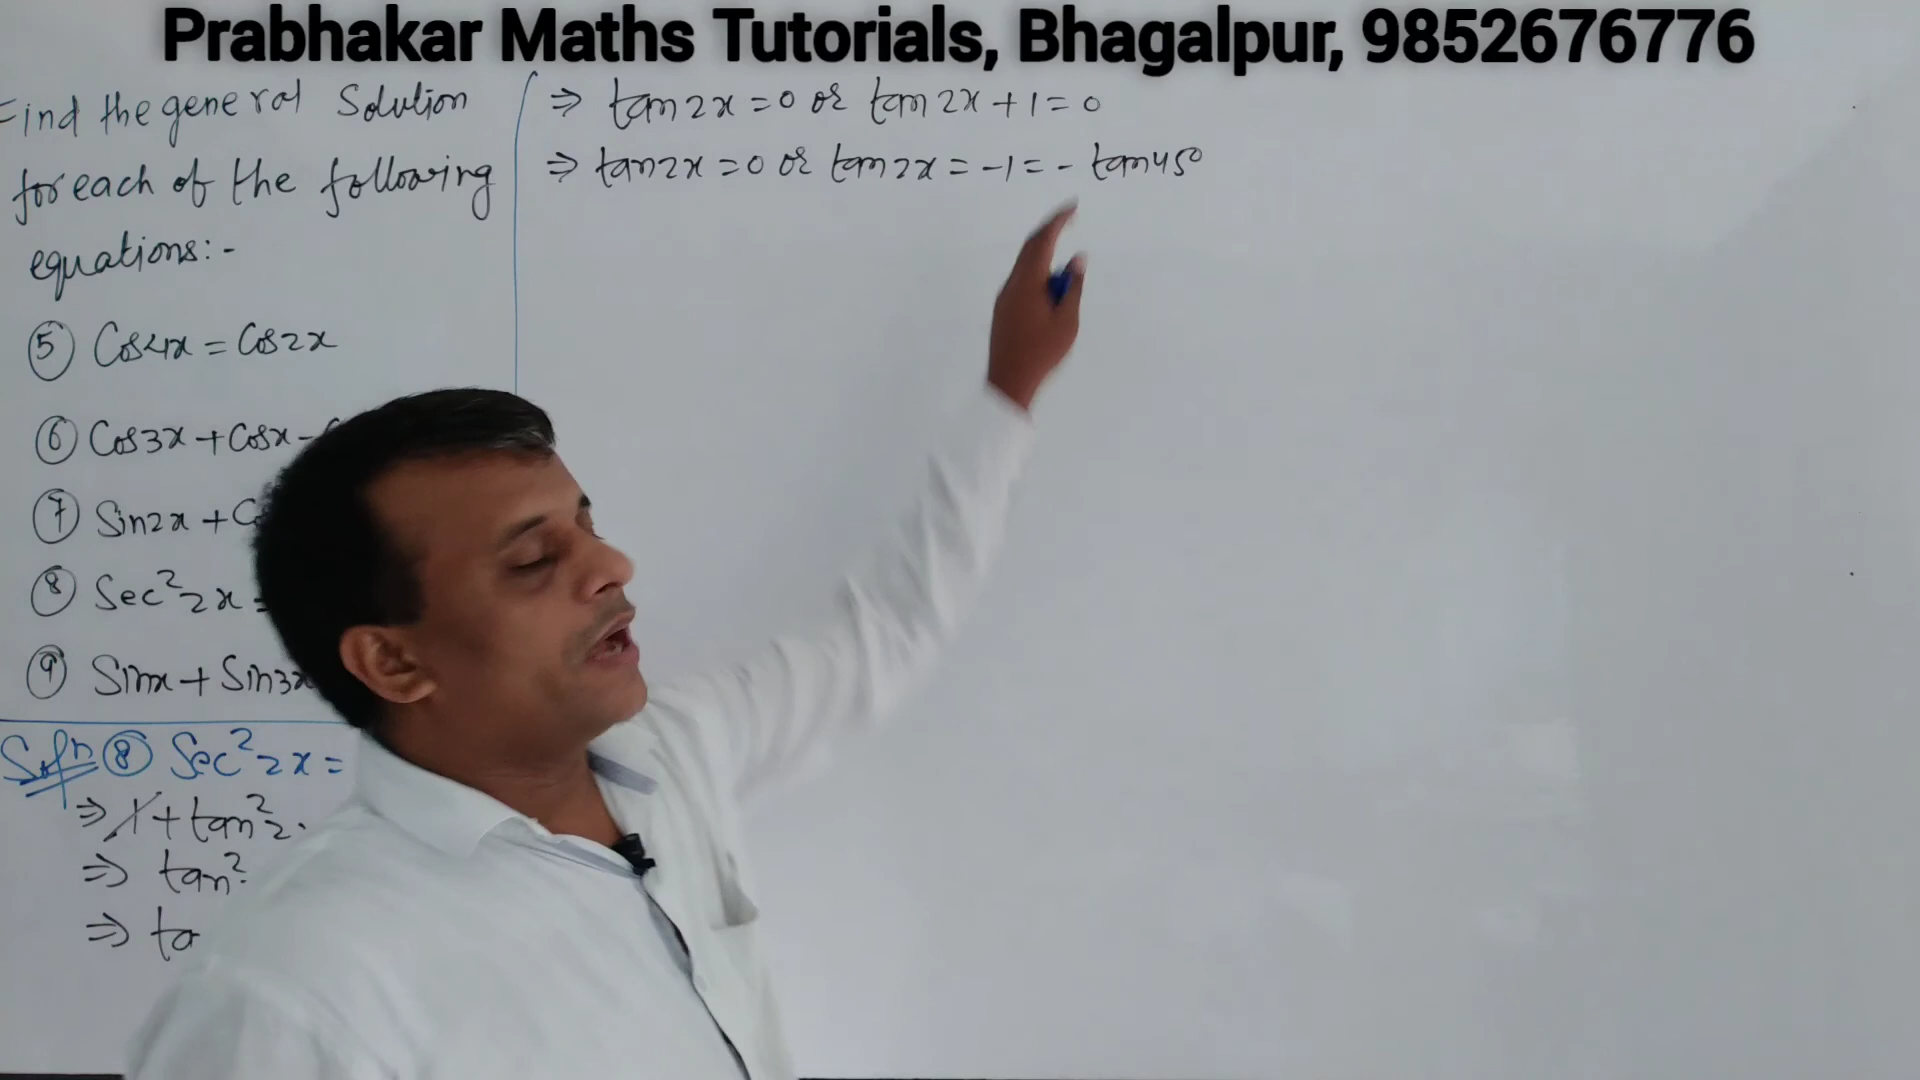 Prabhakar Maths Tutorials, Bhagalpur, 9852676776
Find the general Solution
for each of the following
equations:-
⑤ Cos4x = Cos2x
⑥ Cos3x + Cosx -
⑦ Sin2x + C
⑧ Sec²2x =
⑨ Sinx + Sin3x
Solⁿ ⑧ Sec²2x =
⇒ 1 + tan²2
⇒ tan²
⇒ ta
⇒ tan2x = 0 or tan2x + 1 = 0
⇒ tan2x = 0 or tan2x = -1 = - tan45°